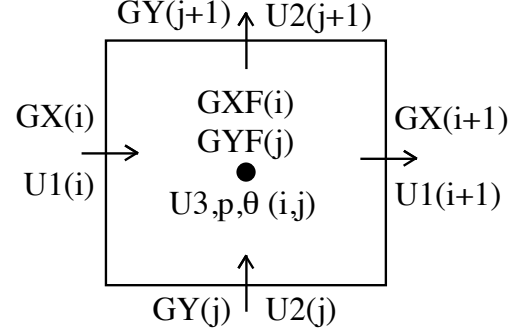 GY(j+1) U2(j+1)
GXF(i)
GX(i) GYF(j) GX(i+1)
U1(i) U3,p,θ (i,j) U1(i+1)
GY(j) U2(j)